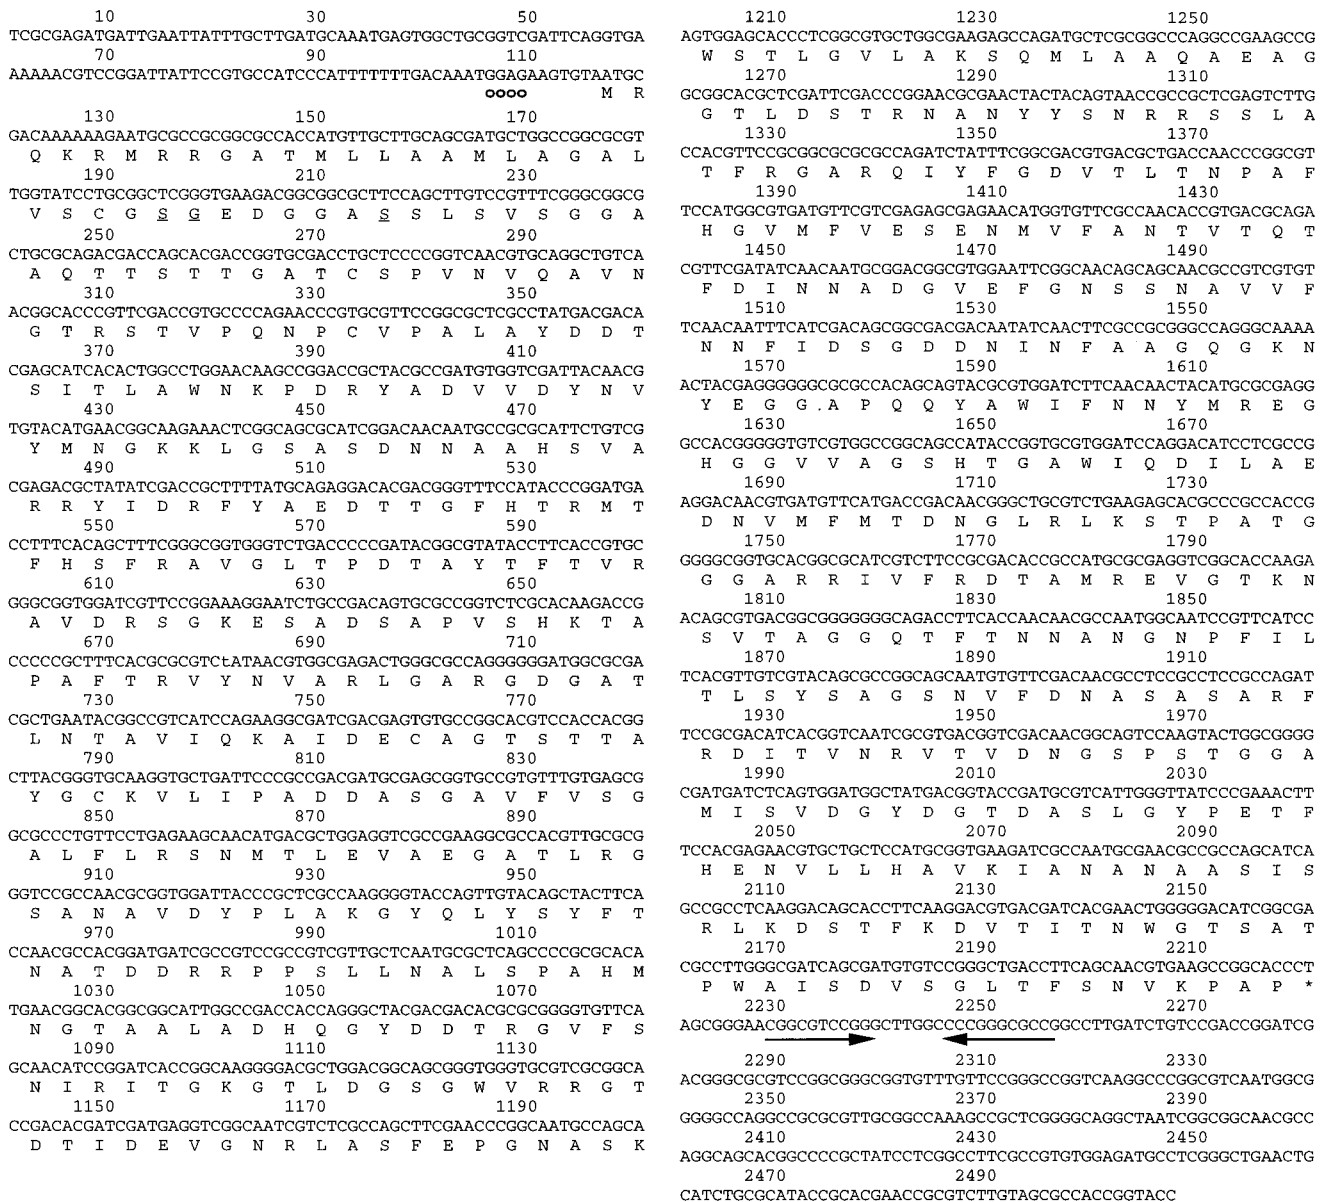 10 30 50
TCGCGAGATGATTGAATTATTTGCTTGATGCAAATGAGTGGCTGCGGTCGATTCAGGTGA
70 90 110
AAAAACGTCCGGATTATTCCGTGCCATCCCATTTTTTTTGACAAATGGAGAAGTGTAATGC
oooo M R
130 150 170
GACAAAAAAGAATGCGCCGCGGCGCCACCATGTTGCTTGCAGCGATGCTGGCCGGCGCGT
Q K R M R R G A T M L L A A M L A G A L
190 210 230
TGGTATCCTGCGGCTCGGGTGAAGACGGCGGCGCTTCCAGCTTGTCCGTTTCGGGCGGCG
V S C G S G E D G G A S S L S V S G G A
250 270 290
CTGCGCAGACGACCAGCACGACCGGTGCGACCTGCTCCCCGGTCAACGTGCAGGCTGTCA
A Q T T S T T G A T C S P V N V Q A V N
310 330 350
ACGGCACCCGTTCGACCGTGCCCCAGAACCCGTGCGTTCCGGCGCTCGCCTATGACGACA
G T R S T V P Q N P C V P A L A Y D D T
370 390 410
CGAGCATCACACTGGCCTGGAACAAGCCGGACCGCTACGCCGATGTGGTCGATTACAACG
S I T L A W N K P D R Y A D V V D Y N V
430 450 470
TGTACATGAACGGCAAGAAACTCGGCAGCGCATCGGACAACAATGCCGCGCATTCTGTCG
Y M N G K K L G S A S D N N A A H S V A
490 510 530
CGAGACGCTATATCGACCGCTTTTATGCAGAGGACACGACGGGTTTCCATACCCGGATGA
R R Y I D R F Y A E D T T G F H T R M T
550 570 590
CCTTTCACAGCTTTCGGGCGGTGGGTCTGACCCCCGATACGGCGTATACCTTCACCGTGC
F H S F R A V G L T P D T A Y T F T V R
610 630 650
GGGCGGTGGATCGTTCCGGAAAGGAATCTGCCGACAGTGCGCCGGTCTCGCACAAGACCG
A V D R S G K E S A D S A P V S H K T A
670 690 710
CCCCCGCTTTCACGCGCGTCtATAACGTGGCGAGACTGGGCGCCAGGGGGGATGGCGCGA
P A F T R V Y N V A R L G A R G D G A T
730 750 770
CGCTGAATACGGCCGTCATCCAGAAGGCGATCGACGAGTGTGCCGGCACGTCCACCACGG
L N T A V I Q K A I D E C A G T S T T A
790 810 830
CTTACGGGTGCAAGGTGCTGATTCCCGCCGACGATGCGAGCGGTGCCGTGTTTGTGAGCG
Y G C K V L I P A D D A S G A V F V S G
850 870 890
GCGCCCTGTTCCTGAGAAGCAACATGACGCTGGAGGTCGCCGAAGGCGCCACGTTGCGCG
A L F L R S N M T L E V A E G A T L R G
910 930 950
GGTCCGCCAACGCGGTGGATTACCCGCTCGCCAAGGGGTACCAGTTGTACAGCTACTTCA
S A N A V D Y P L A K G Y Q L Y S Y F T
970 990 1010
CCAACGCCACGGATGATCGCCGTCCGCCGTCGTTGCTCAATGCGCTCAGCCCCGCGCACA
N A T D D R R P P S L L N A L S P A H M
1030 1050 1070
TGAACGGCACGGCGGCATTGGCCGACCACCAGGGCTACGACGACACGCGCGGGGTGTTCA
N G T A A L A D H Q G Y D D T R G V F S
1090 1110 1130
GCAACATCCGGATCACCGGCAAGGGGACGCTGGACGGCAGCGGGTGGGTGCGTCGCGGCA
N I R I T G K G T L D G S G W V R R G T
1150 1170 1190
CCGACACGATCGATGAGGTCGGCAATCGTCTCGCCAGCTTCGAACCCGGCAATGCCAGCA
D T I D E V G N R L A S F E P G N A S K
1210 1230 1250
AGTGGAGCACCCTCGGCGTGCTGGCGAAGAGCCAGATGCTCGCGGCCCAGGCCGAAGCCG
W S T L G V L A K S Q M L A A Q A E A G
1270 1290 1310
GCGGCACGCTCGATTCGACCCGGAACGCGAACTACTACAGTAACCGCCGCTCGAGTCTTG
G T L D S T R N A N Y Y S N R R S S L A
1330 1350 1370
CCACGTTCCGCGGCGCGCGCCAGATCTATTTCGGCGACGTGACGCTGACCAACCCGGCGT
T F R G A R Q I Y F G D V T L T N P A F
1390 1410 1430
TCCATGGCGTGATGTTCGTCGAGAGCGAGAACATGGTGTTCGCCAACACCGTGACGCAGA
H G V M F V E S E N M V F A N T V T Q T
1450 1470 1490
CGTTCGATATCAACAATGCGGACGGCGTGGAATTCGGCAACAGCAGCAACGCCGTCGTGT
F D I N N A D G V E F G N S S N A V V F
1510 1530 1550
TCAACAATTTCATCGACAGCGGCGACGACAATATCAACTTCGCCGCGGGCCAGGGCAAAA
N N F I D S G D D N I N F A A G Q G K N
1570 1590 1610
ACTACGAGGGGGGCGCGCCACAGCAGTACGCGTGGATCTTCAACAACTACATGCGCGAGG
Y E G G . A P Q Q Y A W I F N N Y M R E G
1630 1650 1670
GCCACGGGGGTGTCGTGGCCGGCAGCCATACCGGTGCGTGGATCCAGGACATCCTCGCCG
H G G V V A G S H T G A W I Q D I L A E
1690 1710 1730
AGGACAACGTGATGTTCATGACCGACAACGGGCTGCGTCTGAAGAGCACGCCCGCCACCG
D N V M F M T D N G L R L K S T P A T G
1750 1770 1790
GGGGCGGTGCACGGCGCATCGTCTTCCGCGACACCGCCATGCGCGAGGTCGGCACCAAGA
G G A R R I V F R D T A M R E V G T K N
1810 1830 1850
ACAGCGTGACGGCGGGGGGGCAGACCTTCACCAACAACGCCAATGGCAATCCGTTCATCC
S V T A G G Q T F T N N A N G N P F I L
1870 1890 1910
TCACGTTGTCGTACAGCGCCGGCAGCAATGTGTTCGACAACGCCTCCGCCTCCGCCAGAT
T L S Y S A G S N V F D N A S A S A R F
1930 1950 1970
TCCGCGACATCACGGTCAATCGCGTGACGGTCGACAACGGCAGTCCAAGTACTGGCGGGG
R D I T V N R V T V D N G S P S T G G A
1990 2010 2030
CGATGATCTCAGTGGATGGCTATGACGGTACCGATGCGTCATTGGGTTATCCCGAAACTT
M I S V D G Y D G T D A S L G Y P E T F
2050 2070 2090
TCCACGAGAACGTGCTGCTCCATGCGGTGAAGATCGCCAATGCGAACGCCGCCAGCATCA
H E N V L L H A V K I A N A N A A S I S
2110 2130 2150
GCCGCCTCAAGGACAGCACCTTCAAGGACGTGACGATCACGAACTGGGGGACATCGGCGA
R L K D S T F K D V T I T N W G T S A T
2170 2190 2210
CGCCTTGGGCGATCAGCGATGTGTCCGGGCTGACCTTCAGCAACGTGAAGCCGGCACCCT
P W A I S D V S G L T F S N V K P A P *
2230 2250 2270
AGCGGGAACGGCGTCCGGGCTTGGCCCCGGGCGCCGGCCTTGATCTGTCCGACCGGATCG
2290 2310 2330
ACGGGCGCGTCCGGCGGGCGGTGTTTGTTCCGGGCCGGTCAAGGCCCGGCGTCAATGGCG
2350 2370 2390
GGGGCCAGGCCGCGCGTTGCGGCCAAAGCCGCTCGGGGCAGGCTAATCGGCGGCAACGCC
2410 2430 2450
AGGCAGCACGGCCCCGCTATCCTCGGCCTTCGCCGTGTGGAGATGCCTCGGGCTGAACTG
2470 2490
CATCTGCGCATACCGCACGAACCGCGTCTTGTAGCGCCACCGGTACC